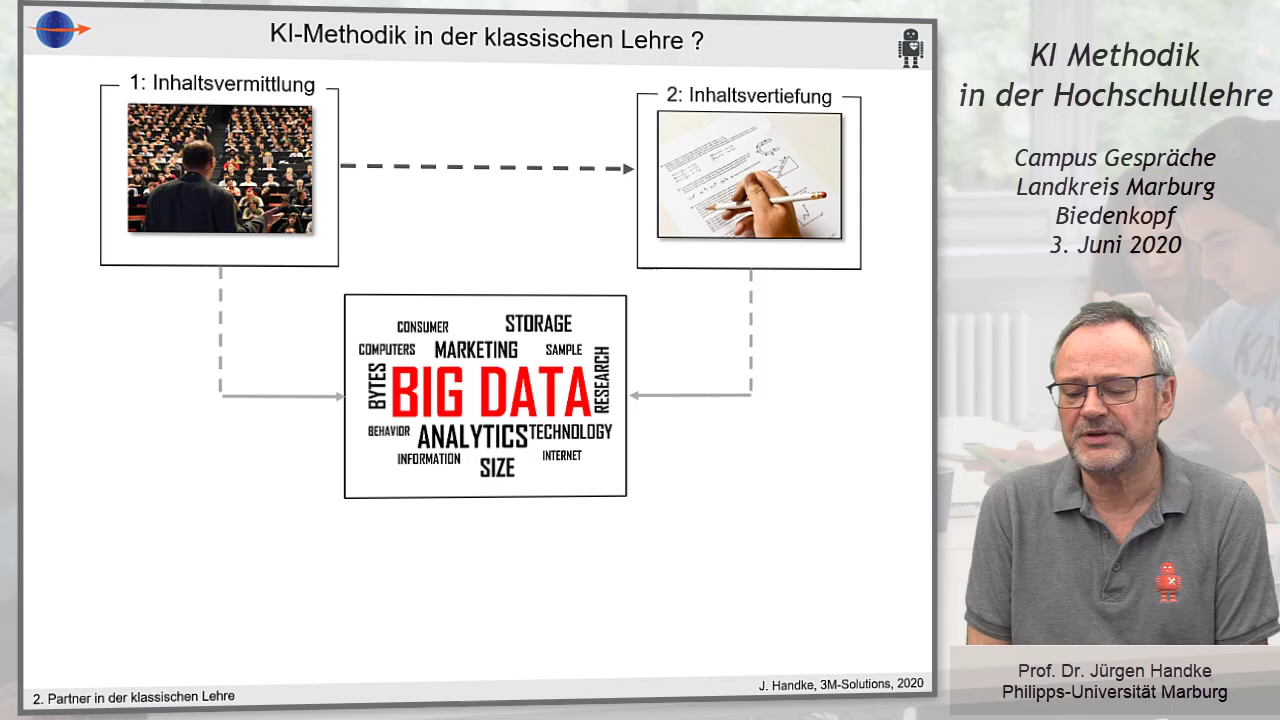 KI-Methodik in der klassischen Lehre ?
1: Inhaltsvermittlung
2: Inhaltsvertiefung
CONSUMER
STORAGE
COMPUTERS
MARKETING
SAMPLE
BYTES
BIG DATA
RESEARCH
BEHAVIOR
ANALYTICS
TECHNOLOGY
INFORMATION
SIZE
INTERNET
2. Partner in der klassischen Lehre
J. Handke, 3M-Solutions, 2020
KI Methodik
in der Hochschullehre
Campus Gespräche
Landkreis Marburg
Biedenkopf
3. Juni 2020
Prof. Dr. Jürgen Handke
Philipps-Universität Marburg